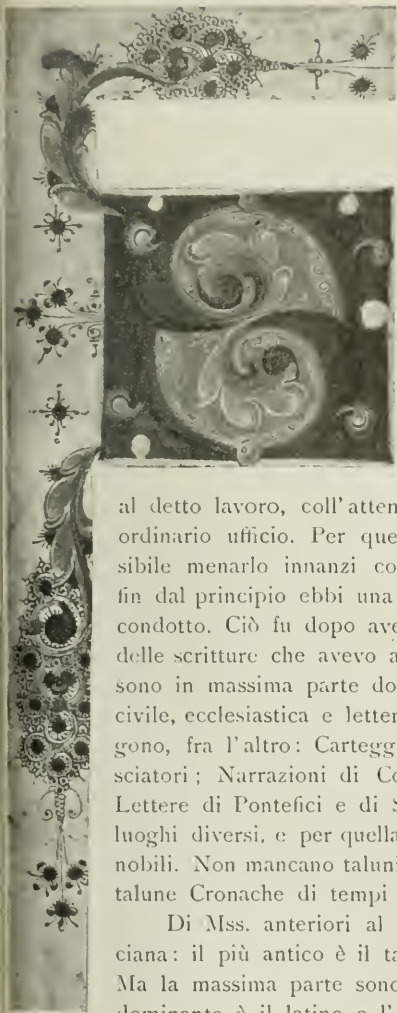 S
al detto lavoro, coll'atten
ordinario ufficio. Per que
sibile menarlo innanzi co
fin dal principio ebbi una
condotto. Ciò fu dopo ave
delle scritture che avevo a
sono in massima parte do
civile, ecclesiastica e letter
gono, fra l'altro: Cartegg
sciatori; Narrazioni di Co
Lettere di Pontefici e di S
luoghi diversi, e per quella
nobili. Non mancano taluni
talune Cronache di tempi
Di Mss. anteriori al
ciana: il più antico è il ta
Ma la massima parte sono
dominante è il latino e l'